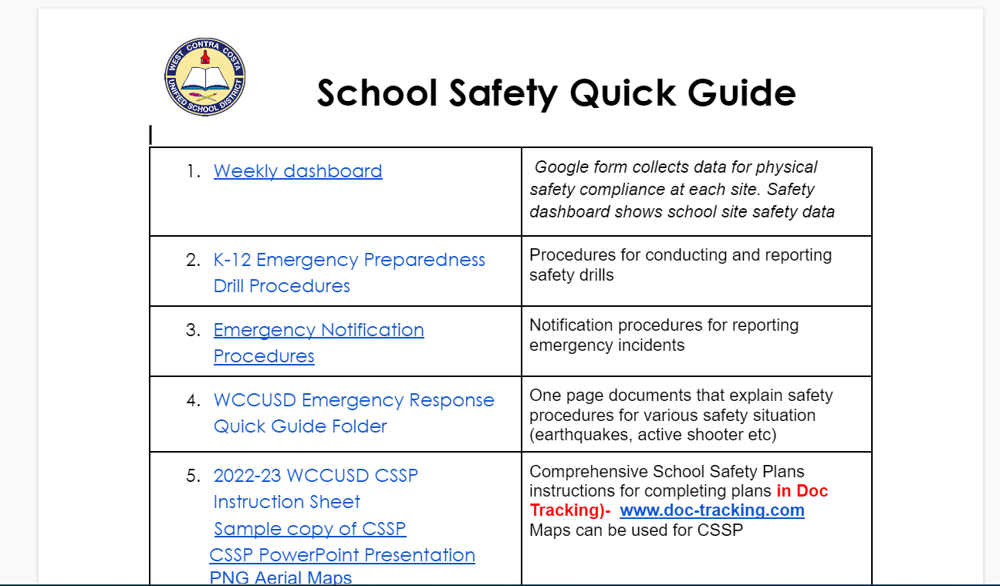 WEST CONTRA COSTA
UNIFIED SCHOOL DISTRICT
School Safety Quick Guide
1. Weekly dashboard
Google form collects data for physical
safety compliance at each site. Safety
dashboard shows school site safety data
2. K-12 Emergency Preparedness
Drill Procedures
Procedures for conducting and reporting
safety drills
3. Emergency Notification
Procedures
Notification procedures for reporting
emergency incidents
4. WCCUSD Emergency Response
Quick Guide Folder
One page documents that explain safety
procedures for various safety situation
(earthquakes, active shooter etc)
5. 2022-23 WCCUSD CSSP
Instruction Sheet
Sample copy of CSSP
CSSP PowerPoint Presentation
PNG Aerial Maps
Comprehensive School Safety Plans
instructions for completing plans in Doc
Tracking)- www.doc-tracking.com
Maps can be used for CSSP